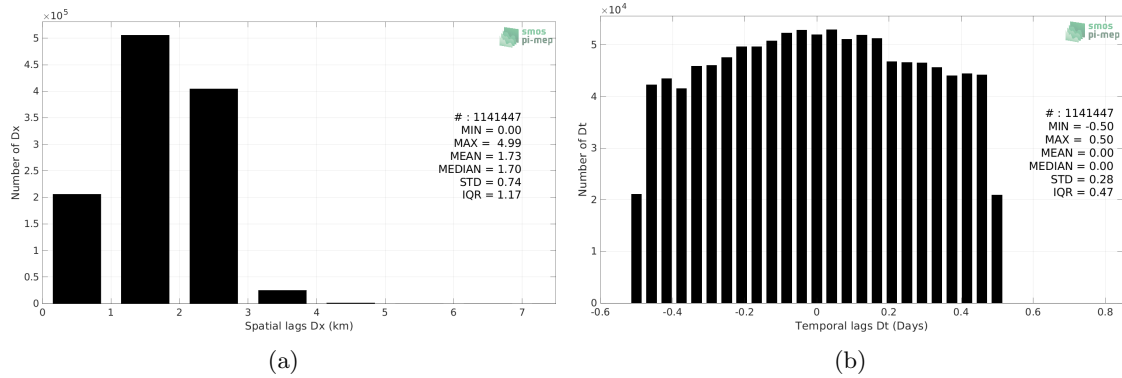 ×10⁵
5
4.5
4
3.5
3
2.5
2
1.5
1
0.5
0
Number of Dx
0 1 2 3 4 5 6 7
Spatial lags Dx (km)
smos
pi-mep
# : 1141447
MIN = 0.00
MAX = 4.99
MEAN = 1.73
MEDIAN = 1.70
STD = 0.74
IQR = 1.17
(a)
×10⁴
5
4
3
2
1
0
Number of Dt
-0.6 -0.4 -0.2 0 0.2 0.4 0.6 0.8
Temporal lags Dt (Days)
smos
pi-mep
# : 1141447
MIN = -0.50
MAX = 0.50
MEAN = 0.00
MEDIAN = 0.00
STD = 0.28
IQR = 0.47
(b)